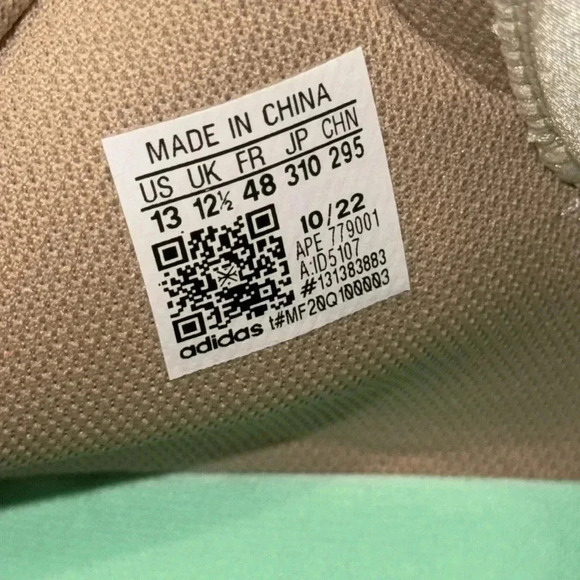 MADE IN CHINA
US UK FR JP CHN
13 12½ 48 310 295
10/22
APE 779001
A:ID5107
#131383883
adidas t#MF20Q100003